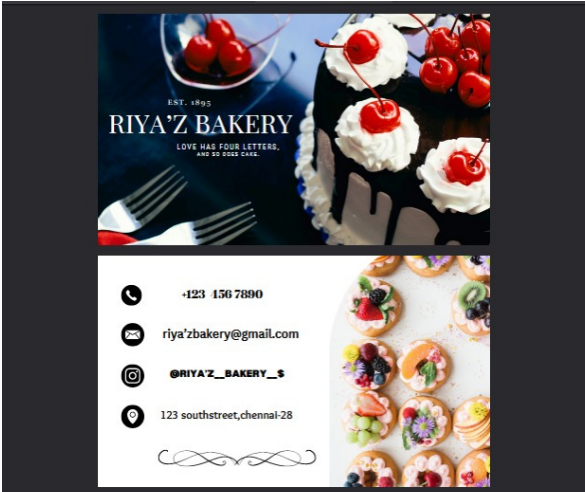 EST. 1895
RIYA'Z BAKERY
LOVE HAS FOUR LETTERS,
AND SO DOES CAKE.
+123 456 7890
riya'zbakery@gmail.com
@RIYA'Z__BAKERY__$
123 southstreet,chennai-28